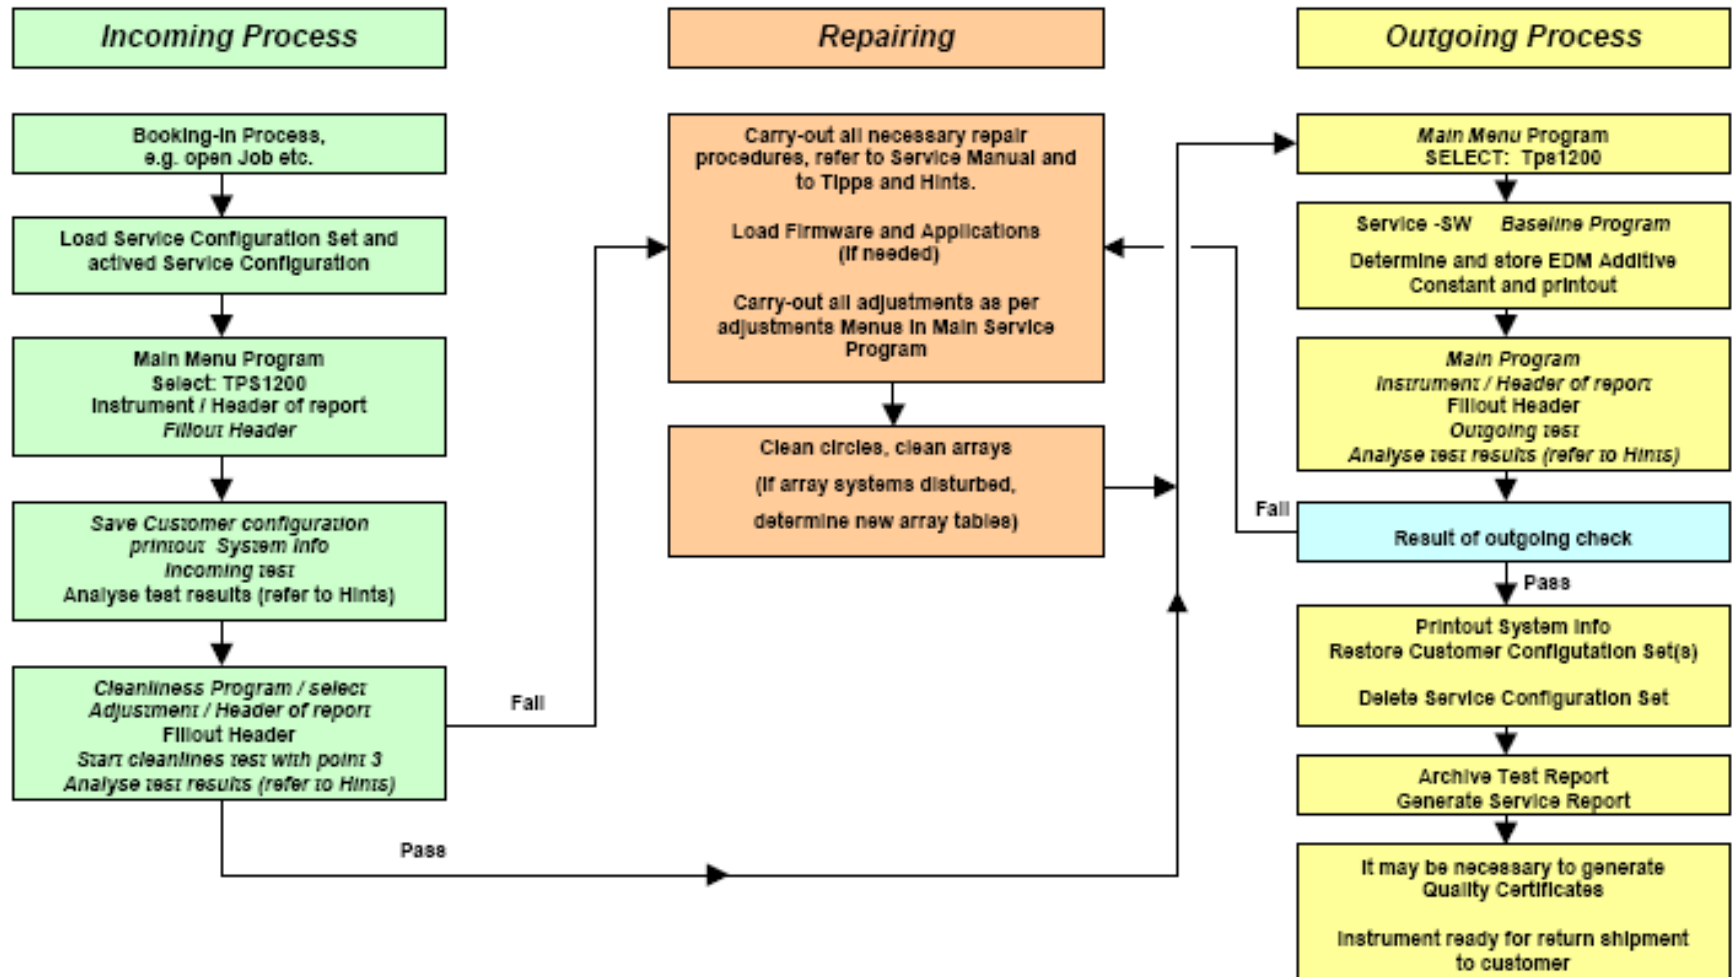 Incoming Process
Booking-in Process,
e.g. open Job etc.
Load Service Configuration Set and
actived Service Configuration
Main Menu Program
Select: TPS1200
Instrument / Header of report
Fillout Header
Save Customer configuration
printout System Info
Incoming test
Analyse test results (refer to Hints)
Cleanliness Program / select
Adjustment / Header of report
Fillout Header
Start cleanlines test with point 3
Analyse test results (refer to Hints)
Fail
Pass
Repairing
Carry-out all necessary repair
procedures, refer to Service Manual and
to Tipps and Hints.
Load Firmware and Applications
(if needed)
Carry-out all adjustments as per
adjustments Menus in Main Service
Program
Clean circles, clean arrays
(if array systems disturbed,
determine new array tables)
Outgoing Process
Main Menu Program
SELECT: Tps1200
Service -SW Baseline Program
Determine and store EDM Additive
Constant and printout
Main Program
Instrument / Header of report
Fillout Header
Outgoing test
Analyse test results (refer to Hints)
Fail
Result of outgoing check
Pass
Printout System Info
Restore Customer Configutation Set(s)
Delete Service Configuration Set
Archive Test Report
Generate Service Report
It may be necessary to generate
Quality Certificates
Instrument ready for return shipment
to customer